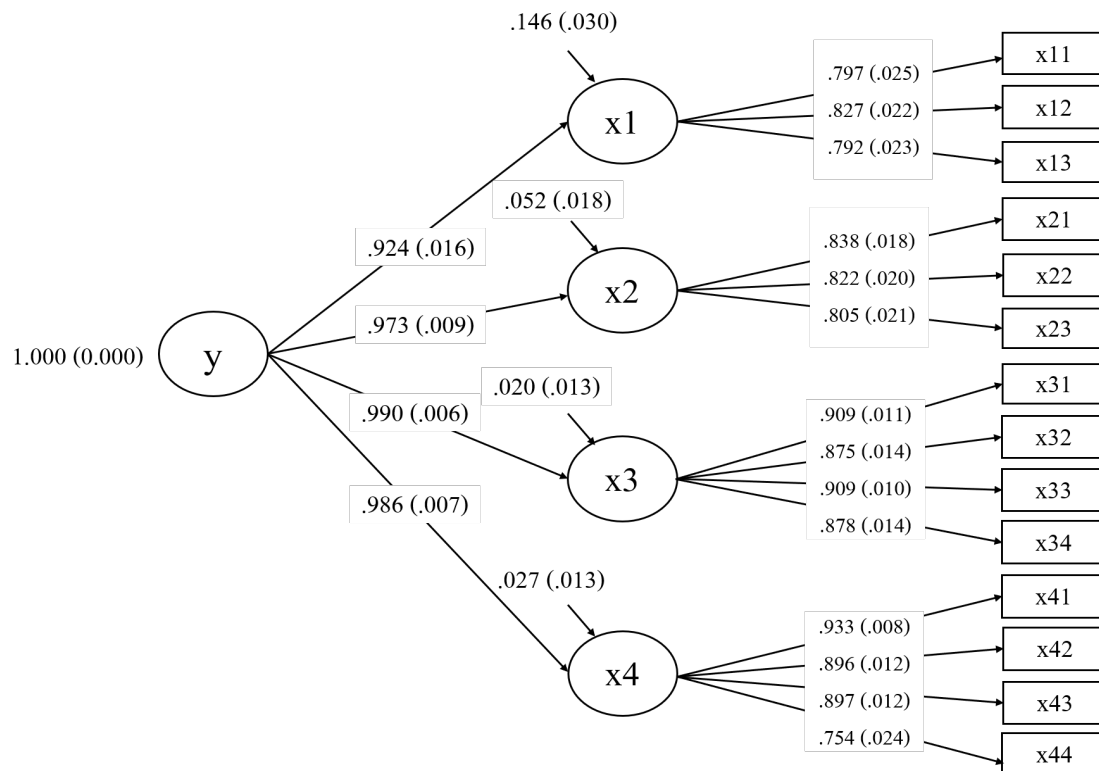 .146 (.030)
x1
.797 (.025)
.827 (.022)
.792 (.023)
x11
x12
x13
.924 (.016)
.052 (.018)
x2
.838 (.018)
.822 (.020)
.805 (.021)
x21
x22
x23
1.000 (0.000)
y
.973 (.009)
.990 (.006)
.020 (.013)
x3
.909 (.011)
.875 (.014)
.909 (.010)
.878 (.014)
x31
x32
x33
x34
.986 (.007)
.027 (.013)
x4
.933 (.008)
.896 (.012)
.897 (.012)
.754 (.024)
x41
x42
x43
x44